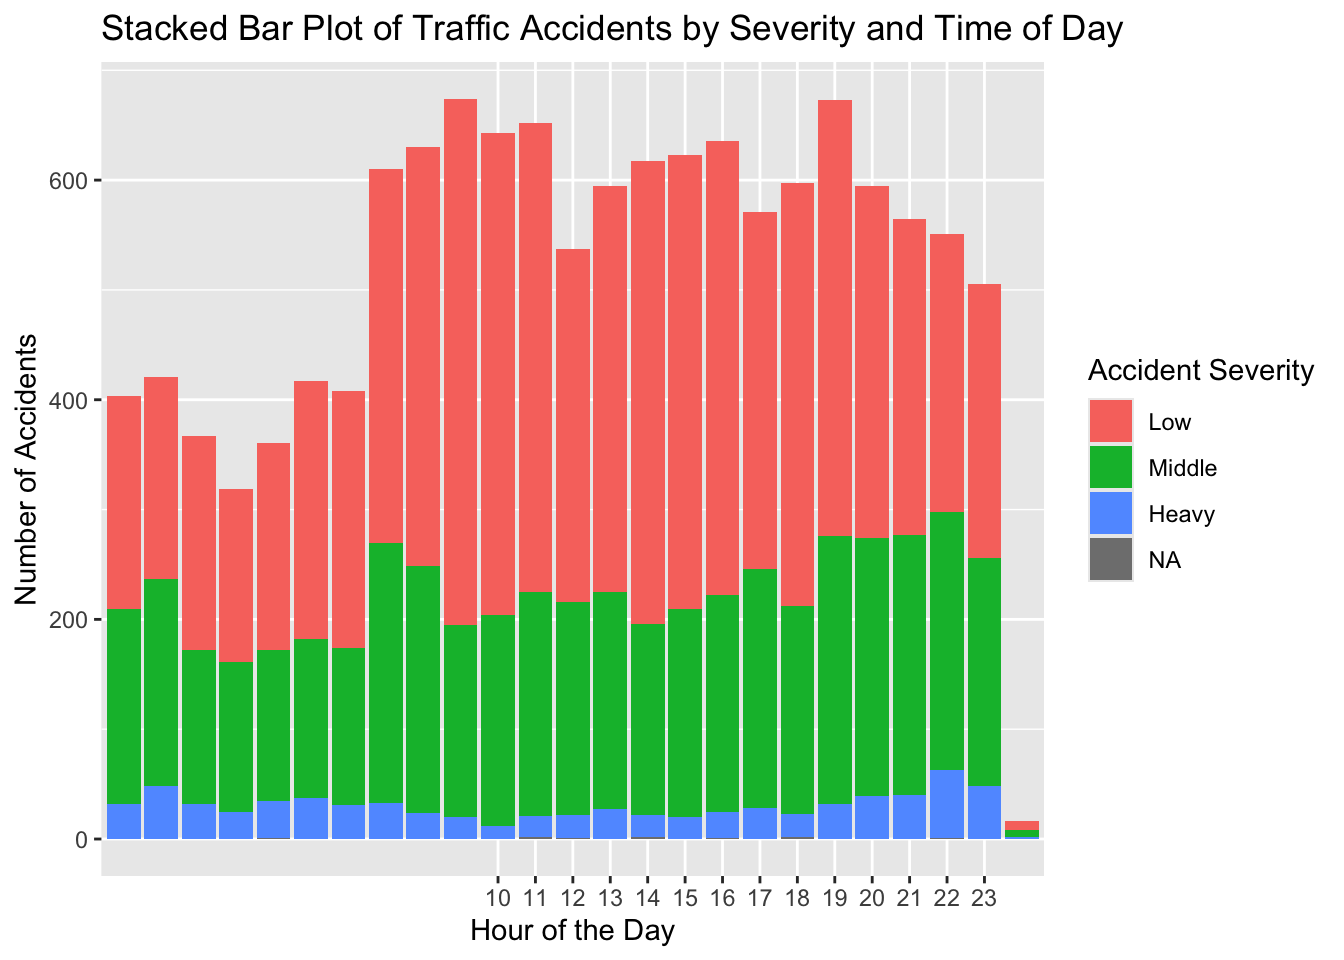 Stacked Bar Plot of Traffic Accidents by Severity and Time of Day
Number of Accidents
600
400
200
0
10 11 12 13 14 15 16 17 18 19 20 21 22 23
Hour of the Day
Accident Severity
Low
Middle
Heavy
NA